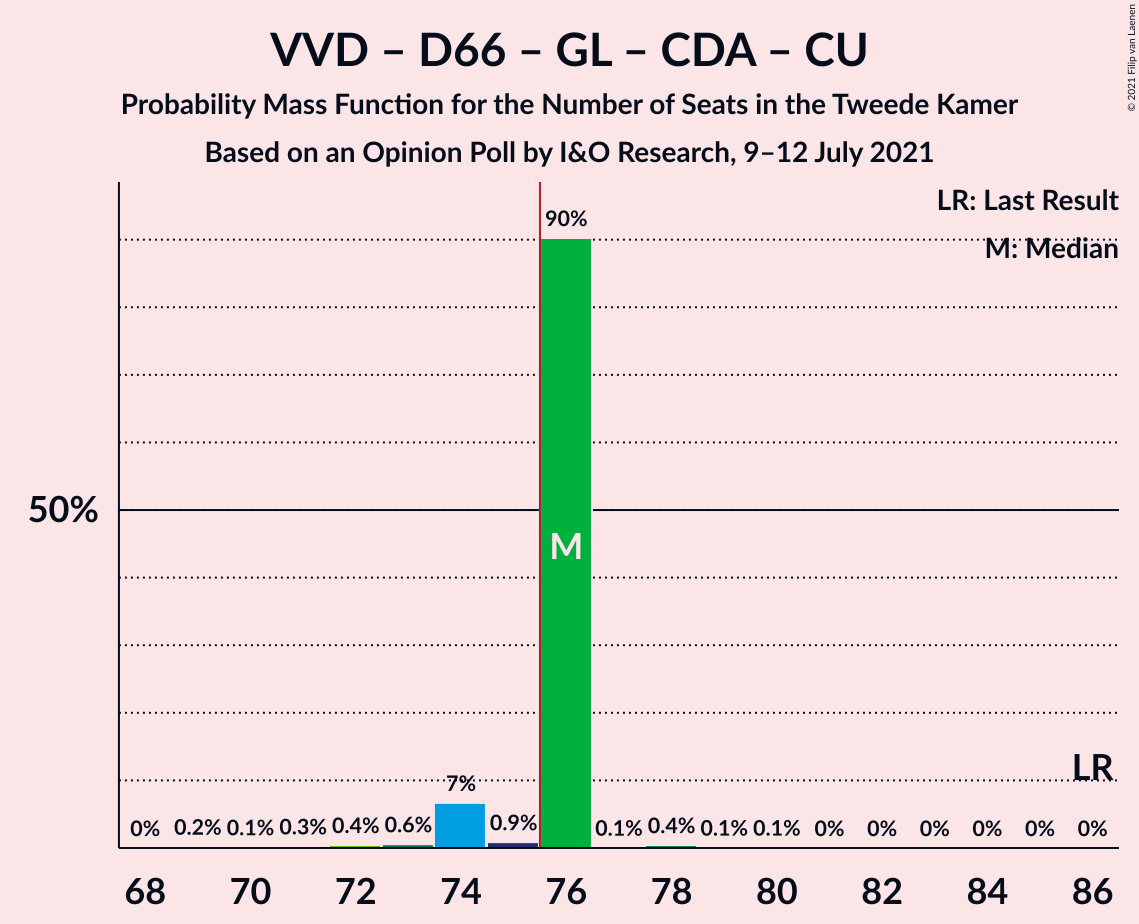 VVD – D66 – GL – CDA – CU
Probability Mass Function for the Number of Seats in the Tweede Kamer
Based on an Opinion Poll by I&O Research, 9–12 July 2021
© 2021 Filip van Laenen
LR: Last Result
M: Median
90%
50%
M
LR
7%
0% 0.2% 0.1% 0.3% 0.4% 0.6% 0.9% 0.1% 0.4% 0.1% 0.1% 0% 0% 0% 0% 0% 0%
68 70 72 74 76 78 80 82 84 86